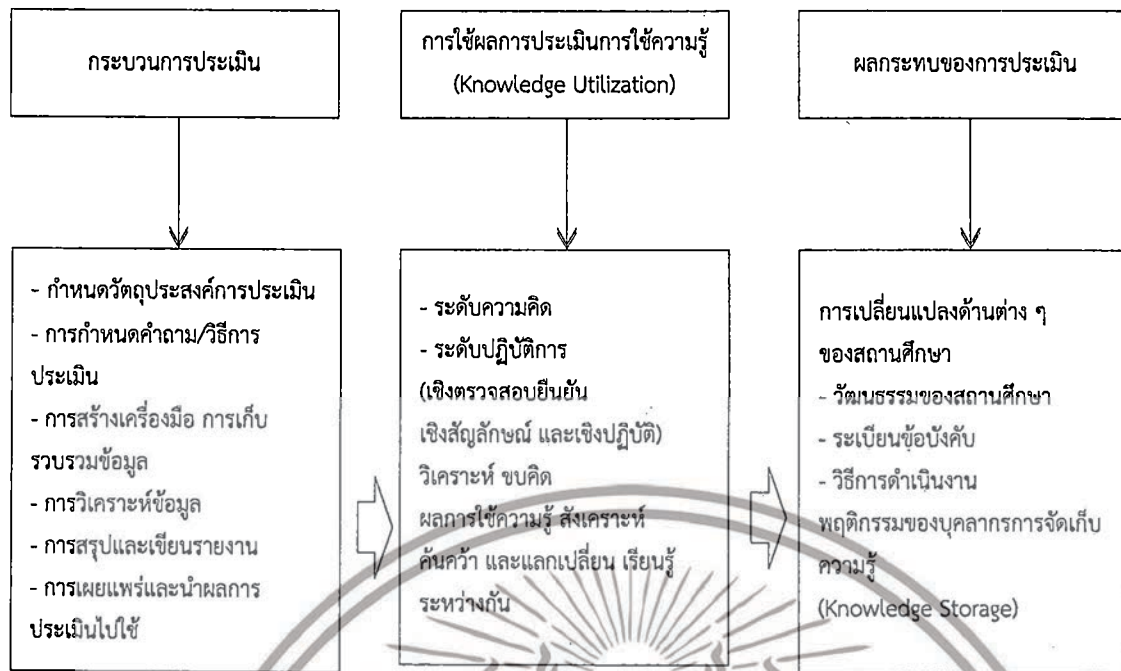 กระบวนการประเมิน
การใช้ผลการประเมินการใช้ความรู้
(Knowledge Utilization)
ผลกระทบของการประเมิน
- กำหนดวัตถุประสงค์การประเมิน
- การกำหนดคำถาม/วิธีการ
ประเมิน
- การสร้างเครื่องมือ การเก็บ
รวบรวมข้อมูล
- การวิเคราะห์ข้อมูล
- การสรุปและเขียนรายงาน
- การเผยแพร่และนำผลการ
ประเมินไปใช้
- ระดับความคิด
- ระดับปฏิบัติการ
(เชิงตรวจสอบยืนยัน
เชิงสัญลักษณ์ และเชิงปฏิบัติ)
วิเคราะห์ ขบคิด
ผลการใช้ความรู้ สังเคราะห์
ค้นคว้า และแลกเปลี่ยน เรียนรู้
ระหว่างกัน
การเปลี่ยนแปลงด้านต่าง ๆ
ของสถานศึกษา
- วัฒนธรรมของสถานศึกษา
- ระเบียนข้อบังคับ
- วิธีการดำเนินงาน
พฤติกรรมของบุคลากรการจัดเก็บ
ความรู้
(Knowledge Storage)